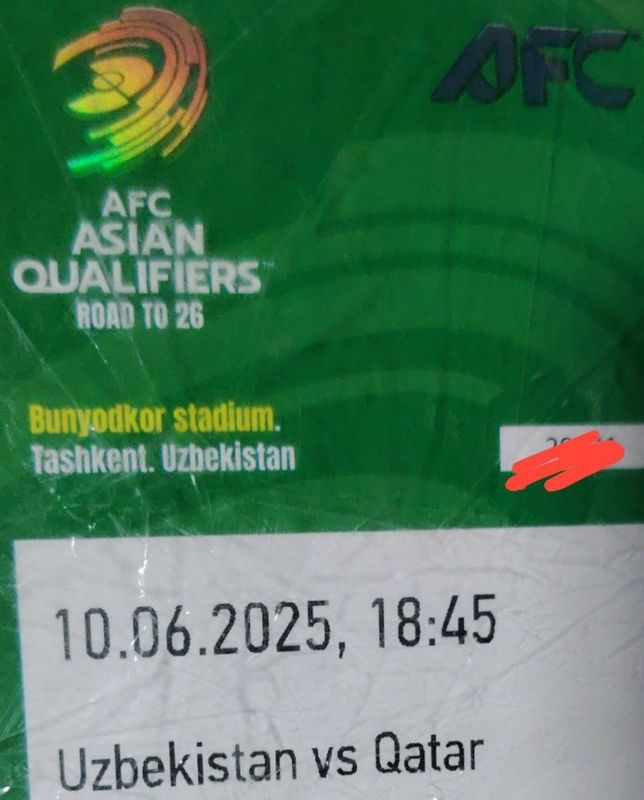 AFC
AFC
ASIAN
QUALIFIERS
ROAD TO 26
Bunyodkor stadium.
Tashkent. Uzbekistan
10.06.2025, 18:45
Uzbekistan vs Qatar